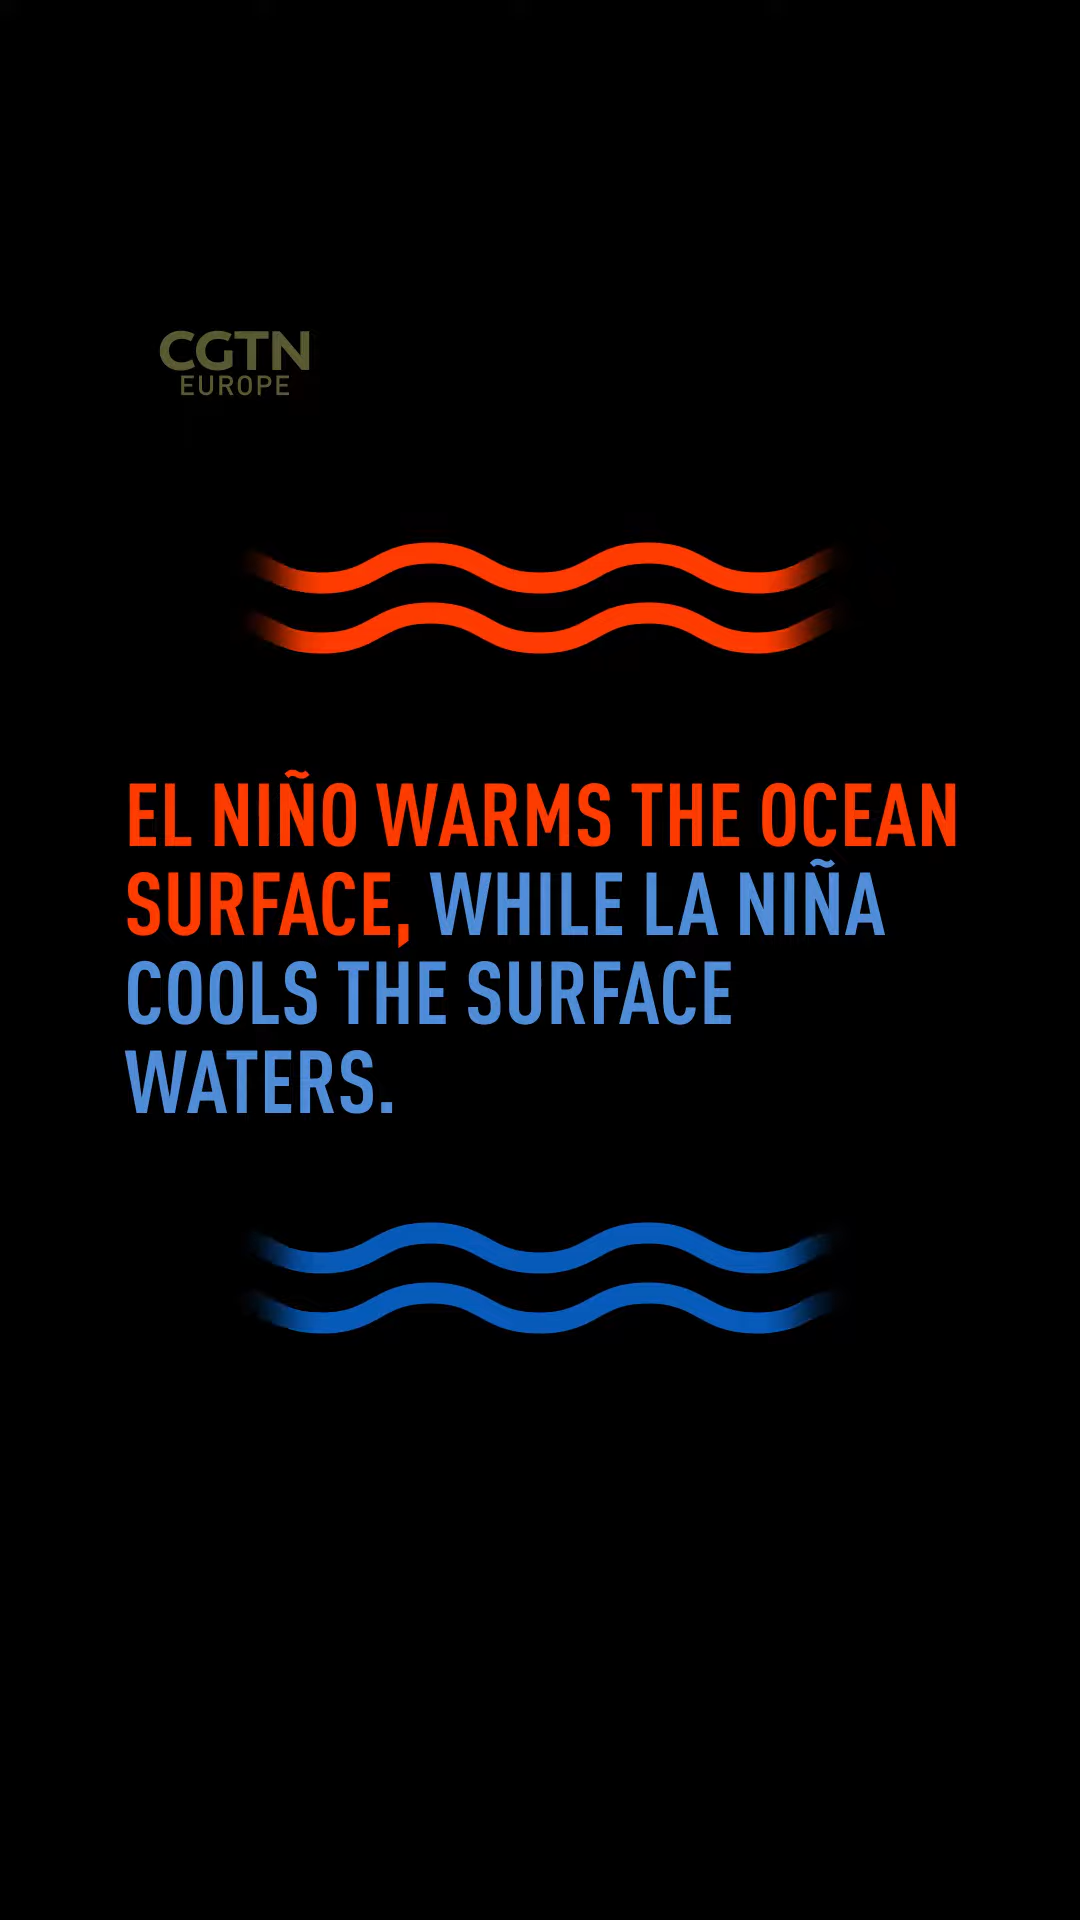 CGTN
EUROPE
EL NIÑO WARMS THE OCEAN
SURFACE, WHILE LA NIÑA
COOLS THE SURFACE
WATERS.